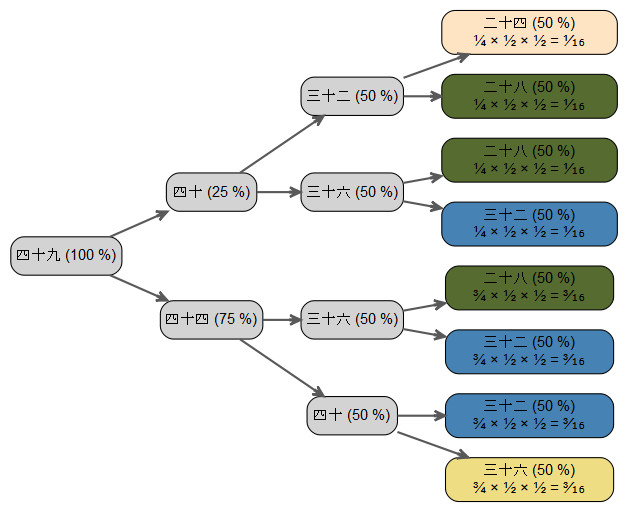 四十九 (100 %)
四十 (25 %)
四十四 (75 %)
三十二 (50 %)
三十六 (50 %)
三十六 (50 %)
四十 (50 %)
二十四 (50 %)
¼ × ½ × ½ = ¹⁄₁₆
二十八 (50 %)
¼ × ½ × ½ = ¹⁄₁₆
二十八 (50 %)
¼ × ½ × ½ = ¹⁄₁₆
三十二 (50 %)
¼ × ½ × ½ = ¹⁄₁₆
二十八 (50 %)
¾ × ½ × ½ = ³⁄₁₆
三十二 (50 %)
¾ × ½ × ½ = ³⁄₁₆
三十二 (50 %)
¾ × ½ × ½ = ³⁄₁₆
三十六 (50 %)
¾ × ½ × ½ = ³⁄₁₆